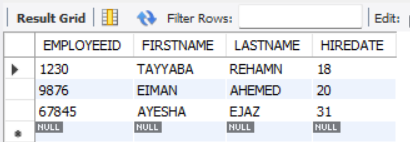 Result Grid Filter Rows: Edit:
EMPLOYEEID FIRSTNAME LASTNAME HIREDATE
1230 TAYYABA REHAMN 18
9876 EIMAN AHEMED 20
67845 AYESHA EJAZ 31
NULL NULL NULL NULL